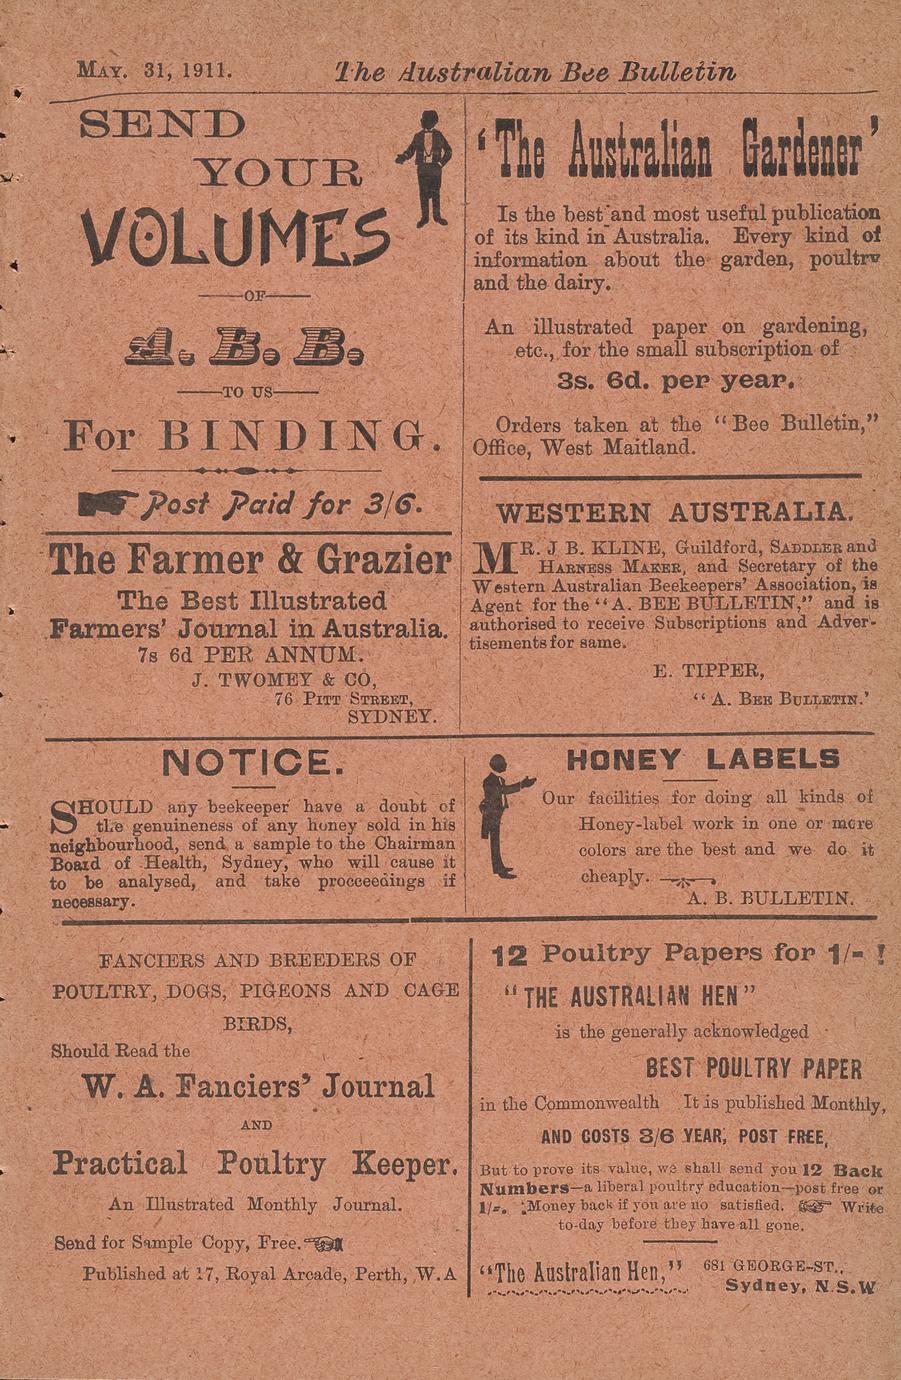 MAY. 31, 1911.
The Australian Bee Bulletin
SEND
YOUR
VOLUMES
OF
A. B. B.
TO US
For BINDING.
Post Paid for 3/6.
The Farmer & Grazier
The Best Illustrated
Farmers' Journal in Australia.
7s 6d PER ANNUM.
J. TWOMEY & CO,
76 PITT STREET,
SYDNEY.
'The Australian Gardener'
Is the best and most useful publication
of its kind in Australia. Every kind of
information about the garden, poultry
and the dairy.
An illustrated paper on gardening,
etc., for the small subscription of
3s. 6d. per year.
Orders taken at the "Bee Bulletin,"
Office, West Maitland.
WESTERN AUSTRALIA.
MR. J B. KLINE, Guildford, SADDLER and
HARNESS MAKER, and Secretary of the
Western Australian Beekeepers' Association, is
Agent for the "A. BEE BULLETIN," and is
authorised to receive Subscriptions and Adver-
tisements for same.
E. TIPPER,
"A. BEE BULLETIN.'
NOTICE.
SHOULD any beekeeper have a doubt of
the genuineness of any honey sold in his
neighbourhood, send a sample to the Chairman
Board of Health, Sydney, who will cause it
to be analysed, and take procceedings if
necessary.
HONEY LABELS
Our facilities for doing all kinds of
Honey-label work in one or more
colors are the best and we do it
cheaply.
A. B. BULLETIN.
FANCIERS AND BREEDERS OF
POULTRY, DOGS, PIGEONS AND CAGE
BIRDS,
Should Read the
W. A. Fanciers' Journal
AND
Practical Poultry Keeper.
An Illustrated Monthly Journal.
Send for Sample Copy, Free.
Published at 17, Royal Arcade, Perth, W.A
12 Poultry Papers for 1/- !
"THE AUSTRALIAN HEN"
is the generally acknowledged
BEST POULTRY PAPER
in the Commonwealth It is published Monthly,
AND COSTS 3/6 YEAR, POST FREE,
But to prove its value, we shall send you 12 Back
Numbers—a liberal poultry education—post free or
1/-. Money back if you are no satisfied. Write
to-day before they have all gone.
"The Australian Hen," 681 GEORGE-ST.,
Sydney, N.S.W